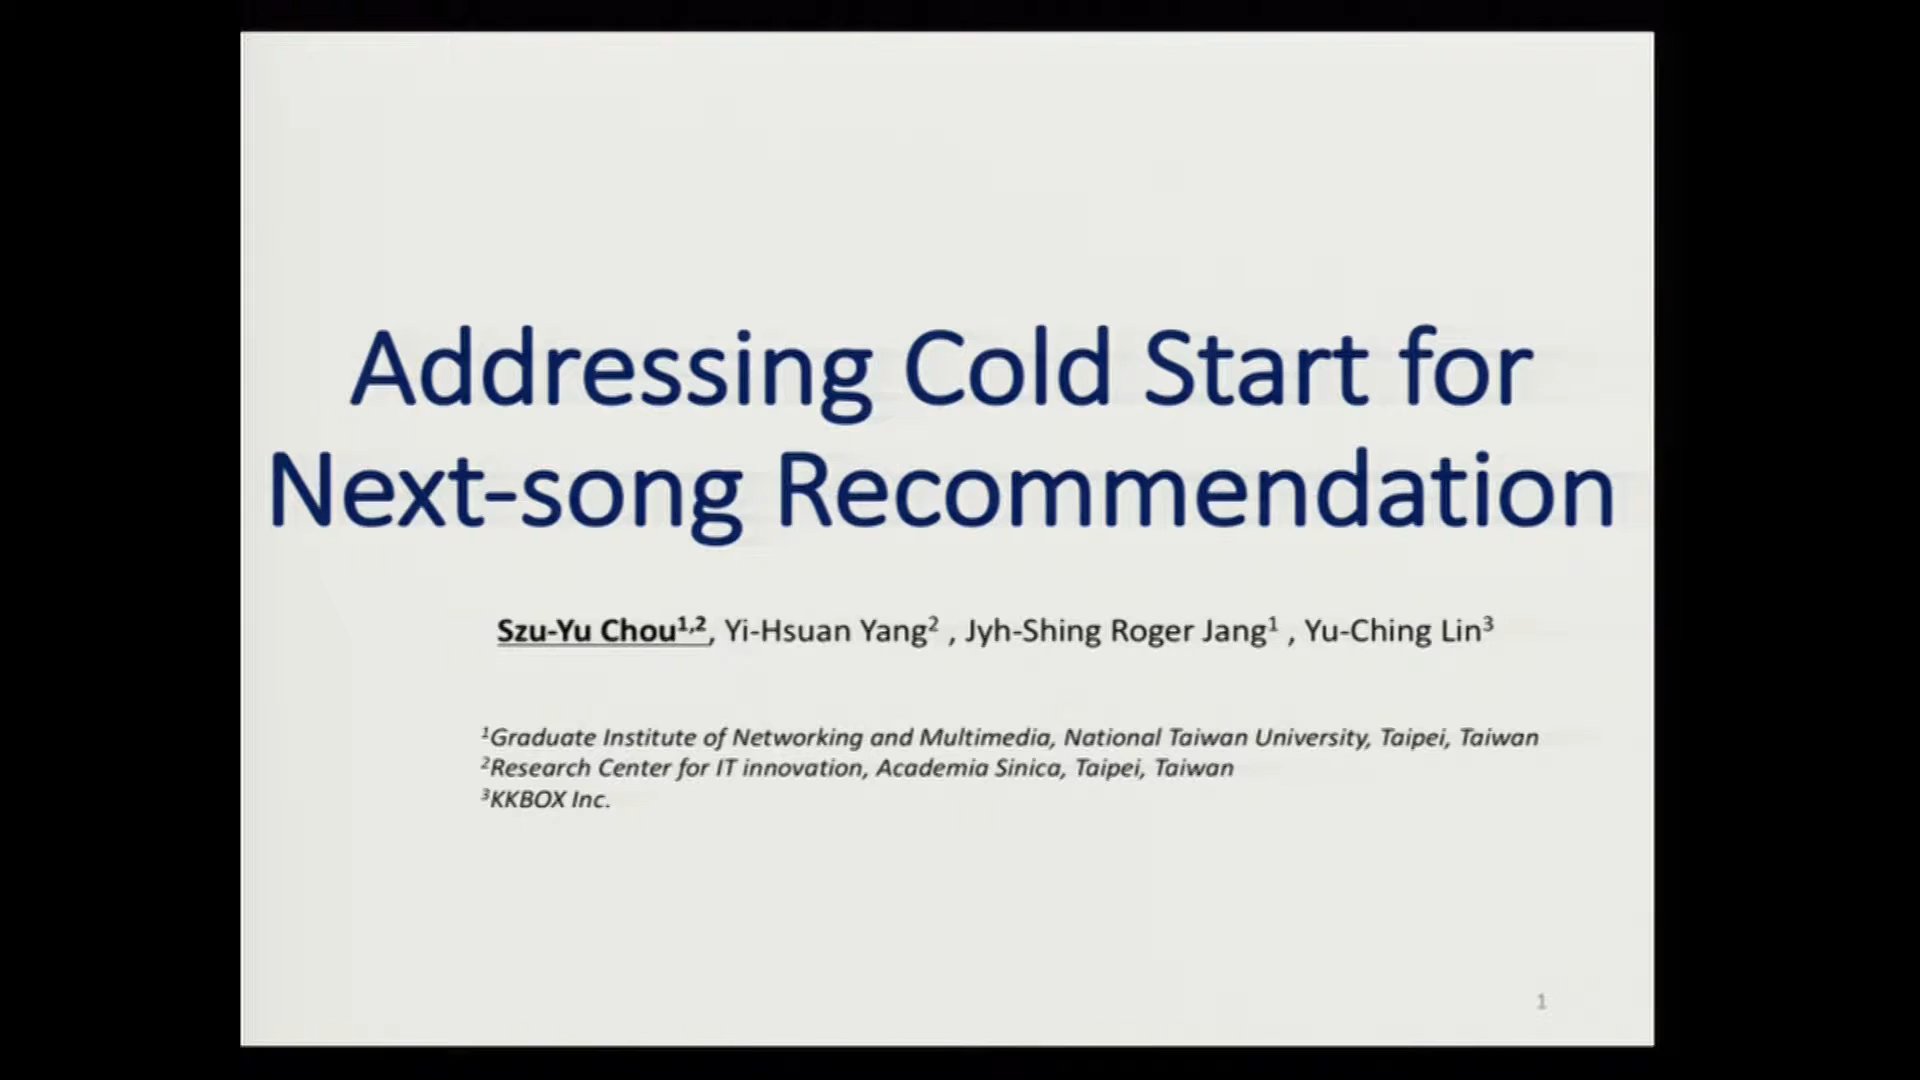 Addressing Cold Start for
Next-song Recommendation
Szu-Yu Chou1,2, Yi-Hsuan Yang2 , Jyh-Shing Roger Jang1 , Yu-Ching Lin3
1Graduate Institute of Networking and Multimedia, National Taiwan University, Taipei, Taiwan
2Research Center for IT innovation, Academia Sinica, Taipei, Taiwan
3KKBOX Inc.
1